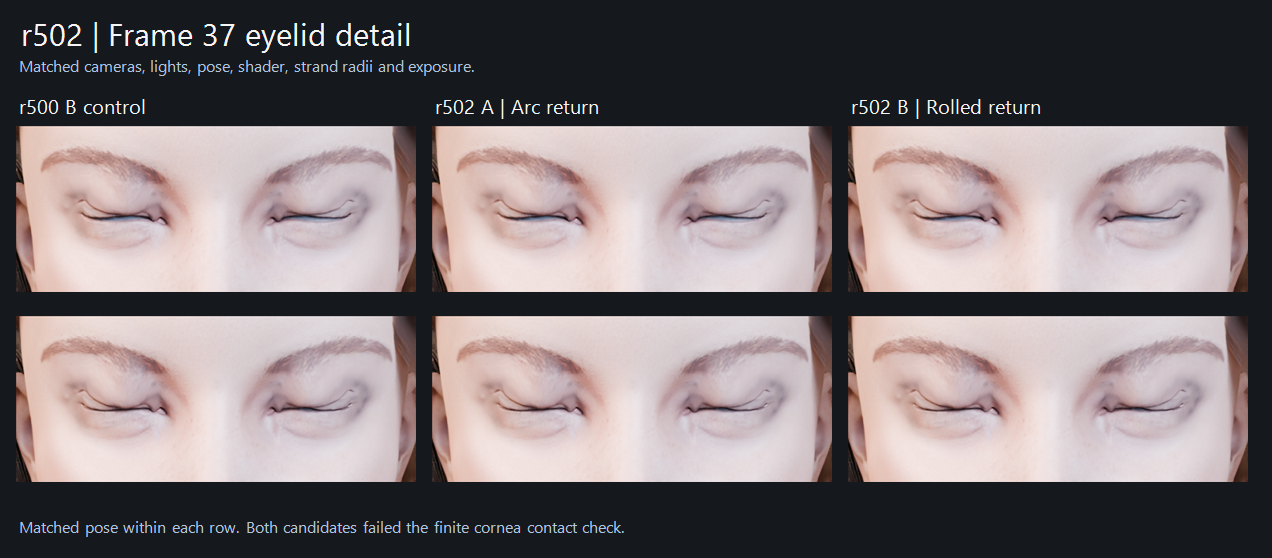 r502 | Frame 37 eyelid detail
Matched cameras, lights, pose, shader, strand radii and exposure.
r500 B control
r502 A | Arc return
r502 B | Rolled return
Matched pose within each row. Both candidates failed the finite cornea contact check.